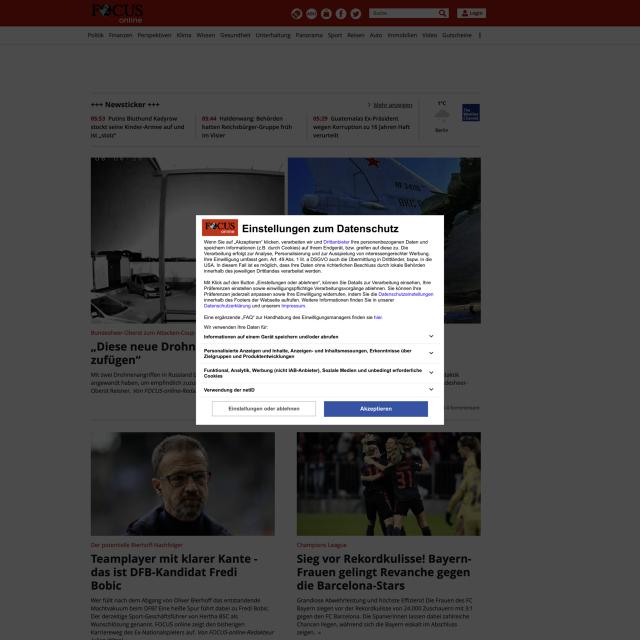 FOCUS
online
Suche
Login
Politik Finanzen Perspektiven Klima Wissen Gesundheit Unterhaltung Panorama Sport Reisen Auto Immobilien Video Gutscheine
+++ Newsticker +++
> Mehr anzeigen
05:53 Putins Bluthund Kadyrow
stockt seine Kinder-Armee auf und
ist „stolz“
05:44 Haldenwang: Behörden
hatten Reichsbürger-Gruppe früh
im Visier
05:29 Guatemalas Ex-Präsident
wegen Korruption zu 16 Jahren Haft
verurteilt
1°C
Berlin
The
Weather
Channel
FOCUS
online
Einstellungen zum Datenschutz
Wenn Sie auf „Akzeptieren“ klicken, verarbeiten wir und Drittanbieter Ihre personenbezogenen Daten und
speichern Informationen (z.B. durch Cookies) auf Ihrem Endgerät, bzw. greifen auf diese zu. Die
Verarbeitung erfolgt zur Analyse, Personalisierung und zur Ausspielung von interessengerechter Werbung.
Ihre Einwilligung umfasst gem. Art. 49 Abs. 1 lit. a DSGVO auch die Übermittlung in Drittländer, bspw. in die
USA. In diesem Fall ist es möglich, dass Ihre Daten ohne richterlichen Beschluss durch lokale Behörden
innerhalb des jeweiligen Drittlandes verarbeitet werden.
Mit Klick auf den Button „Einstellungen oder ablehnen“, können Sie Details zur Verarbeitung einsehen, Ihre
Präferenzen einstellen sowie einwilligungspflichtige Verarbeitungsvorgänge ablehnen. Sie können Ihre
Präferenzen jederzeit anpassen sowie Ihre Einwilligung widerrufen, indem Sie die Datenschutzeinstellungen
innerhalb des Footers der Webseite aufrufen. Weitere Informationen finden Sie in unserer
Datenschutzerklärung und unserem Impressum.
Eine ergänzende „FAQ“ zur Handhabung des Einwilligungsmanagers finden sie hier.
Wir verwenden Ihre Daten für:
Informationen auf einem Gerät speichern und/oder abrufen
Personalisierte Anzeigen und Inhalte, Anzeigen- und Inhaltsmessungen, Erkenntnisse über
Zielgruppen und Produktentwicklungen
Funktional, Analytik, Werbung (nicht IAB-Anbieter), Soziale Medien und unbedingt erforderliche
Cookies
Verwendung der netID
Einstellungen oder ablehnen
Akzeptieren
Bundesheer-Oberst zum Attacken-Coup
„Diese neue Drohn
zufügen“
Mit zwei Drohnenangriffen in Russland
angewandt haben, um empfindlich zuzu
Oberst Reisner. Von FOCUS-online-Reda
Der potentielle Bierhoff-Nachfolger
Teamplayer mit klarer Kante -
das ist DFB-Kandidat Fredi
Bobic
Wer füllt nach dem Abgang von Oliver Bierhoff das entstandende
Machtvakuum beim DFB? Eine heiße Spur führt dabei zu Fredi Bobic.
Der derzeitige Sport-Geschäftsführer von Hertha BSC als
Wunschlösung genannt. FOCUS online zeigt den bisherigen
Karriereweg des Ex-Nationalspielers auf. Von FOCUS-online-Redakteur
Champions League
Sieg vor Rekordkulisse! Bayern-
Frauen gelingt Revanche gegen
die Barcelona-Stars
Grandiose Abwehrleistung und höchste Effizienz! Die Frauen des FC
Bayern siegen vor der Rekordkulisse von 24.000 Zuschauern mit 3:1
gegen den FC Barcelona. Die Spanierinnen lassen dabei zahlreiche
Chancen liegen, während sich die Bayern eiskalt im Abschluss
zeigen. »